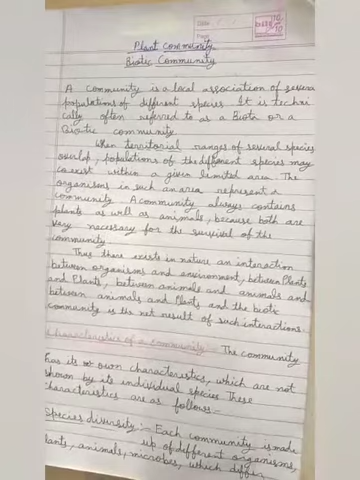 Date
Page
Plant community
Biotic Community
A community is a local association of several
populations of different species. It is techni
cally often referred to as a Biota or a
Biotic community.
When territorial ranges of several species
overlap, populations of the different species may
coexist within a given limited area. The
organisms in such an area represent a
community. A community always contains
plants as well as animals, because both are
very necessary for the survival of the
community.
Thus there exists in nature an interaction
between organisms and environment, between Plants
and Plants, between animals and animals and
between animals and Plants and the biotic
community is the net result of such interactions.
Characteristics of a community - The community
has its own characteristics, which are not
shown by its individual species These
characteristics are as follows:-
Species diversity:- Each community is made
up of different organisms,
plants, animals, microbes, which differ